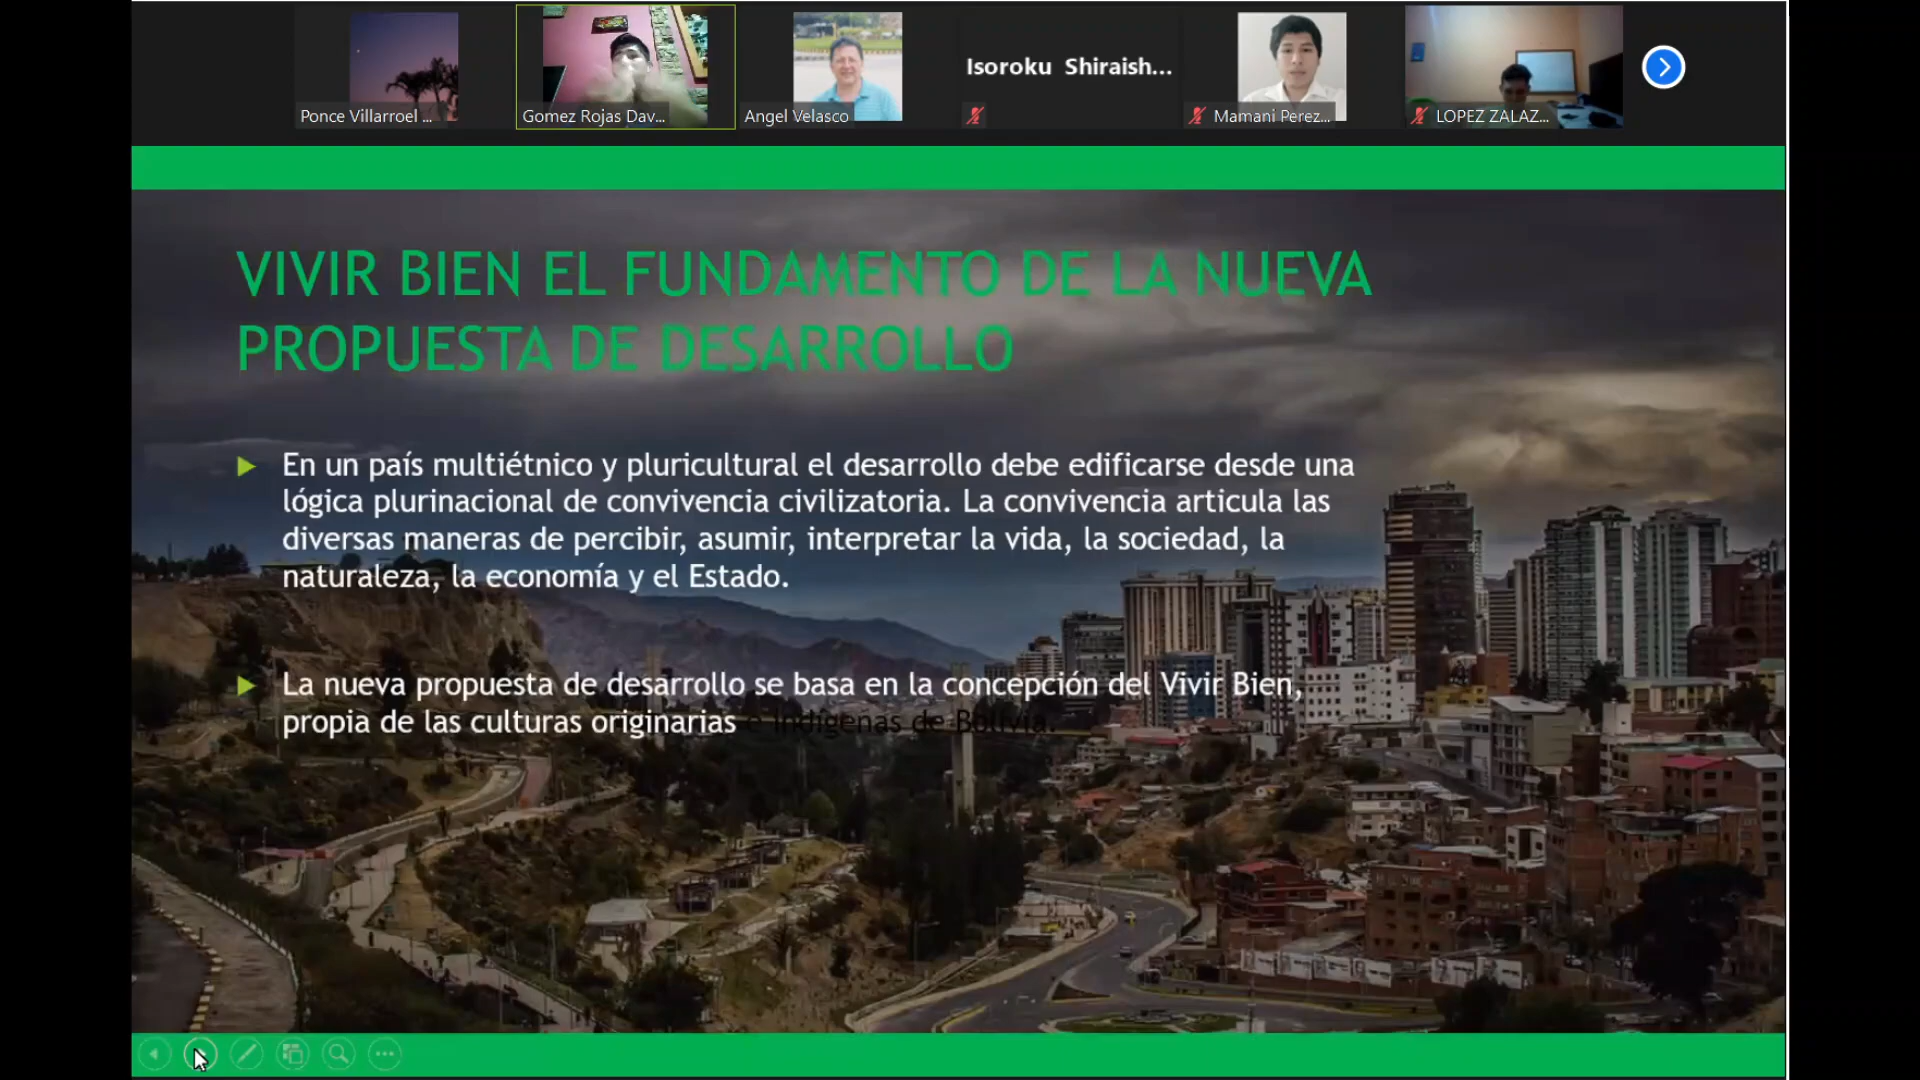 Ponce Villarroel ...
Gomez Rojas Dav...
Angel Velasco
Isoroku Shiraish...
Mamani Perez...
LOPEZ ZALAZ...
VIVIR BIEN EL FUNDAMENTO DE LA NUEVA
PROPUESTA DE DESARROLLO
En un país multiétnico y pluricultural el desarrollo debe edificarse desde una
lógica plurinacional de convivencia civilizatoria. La convivencia articula las
diversas maneras de percibir, asumir, interpretar la vida, la sociedad, la
naturaleza, la economía y el Estado.
La nueva propuesta de desarrollo se basa en la concepción del Vivir Bien,
propia de las culturas originarias e indígenas de Bolivia.